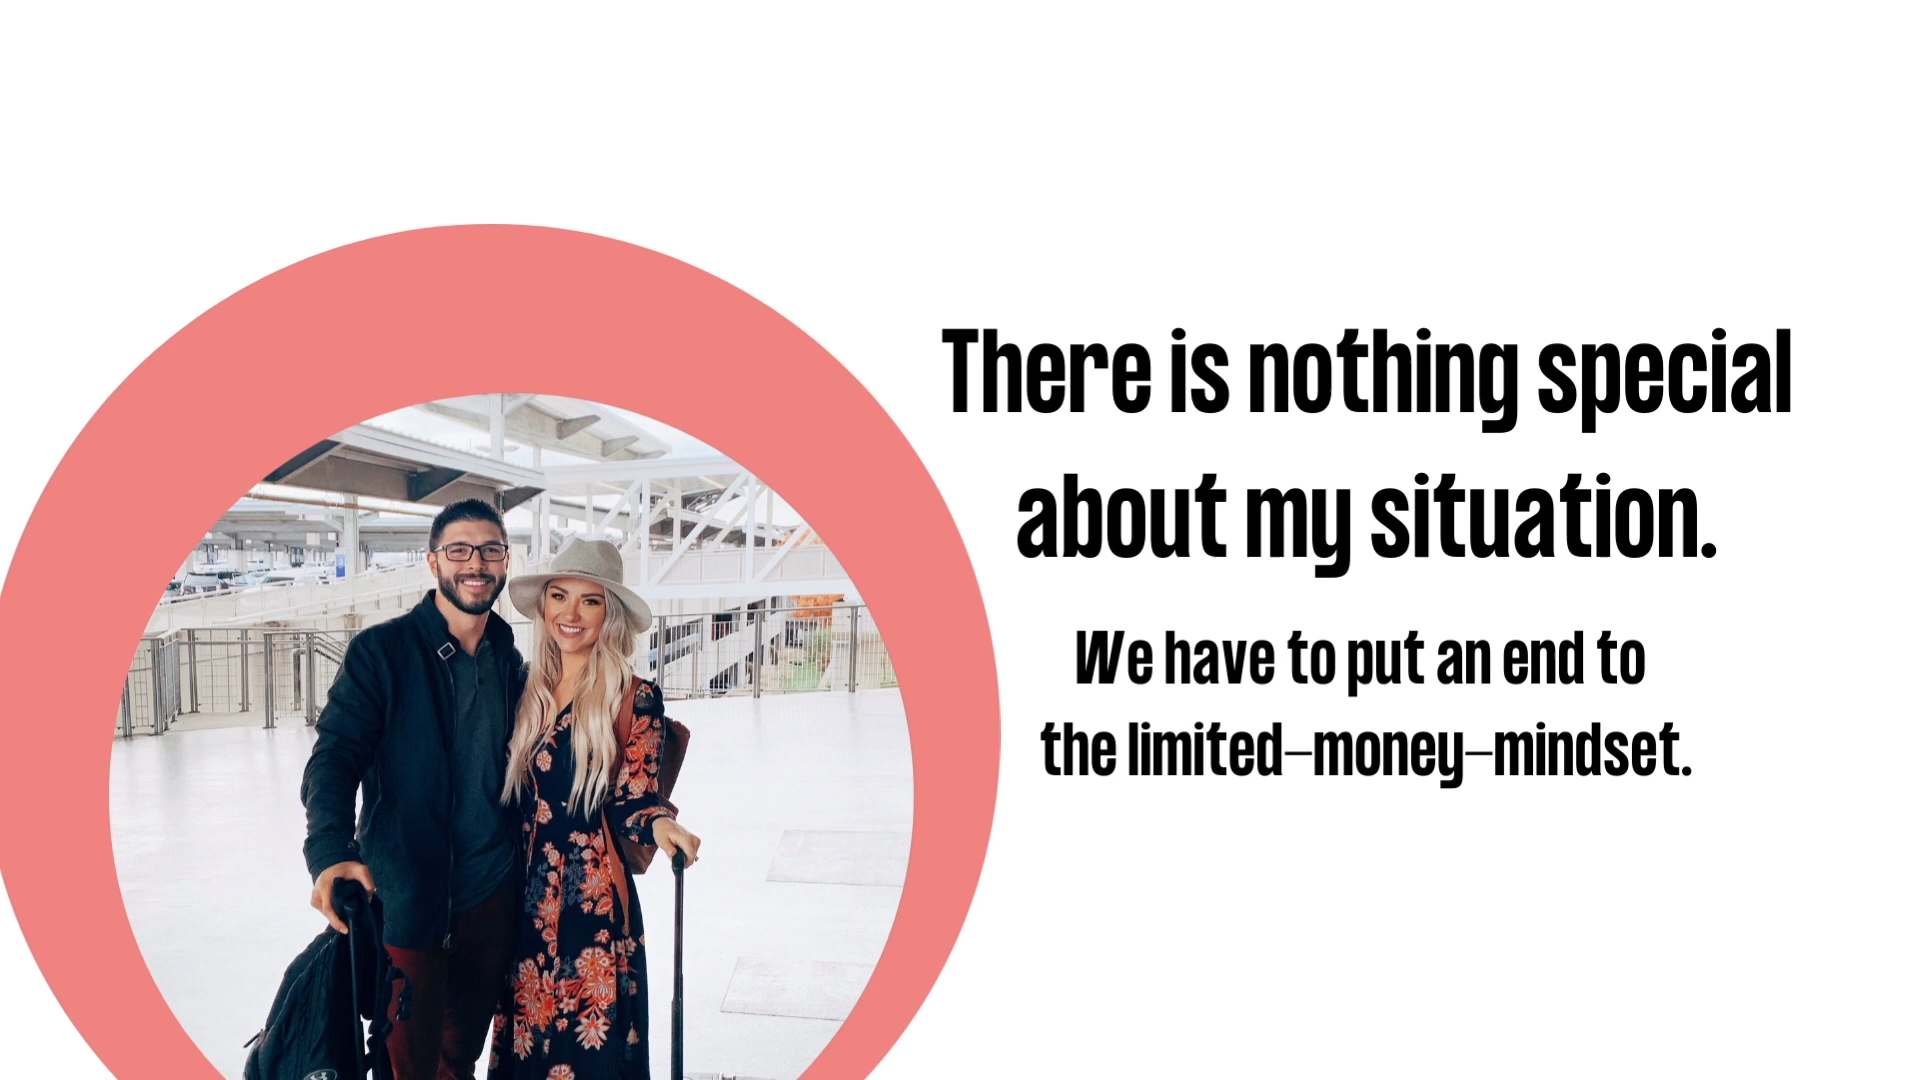 There is nothing special
about my situation.
We have to put an end to
the limited-money-mindset.